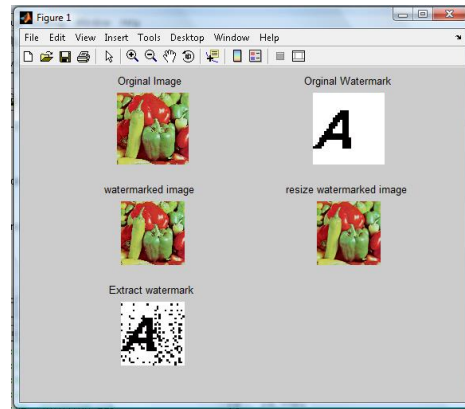 Figure 1
File Edit View Insert Tools Desktop Window Help
Orginal Image
Orginal Watermark
A
watermarked image
resize watermarked image
Extract watermark
A